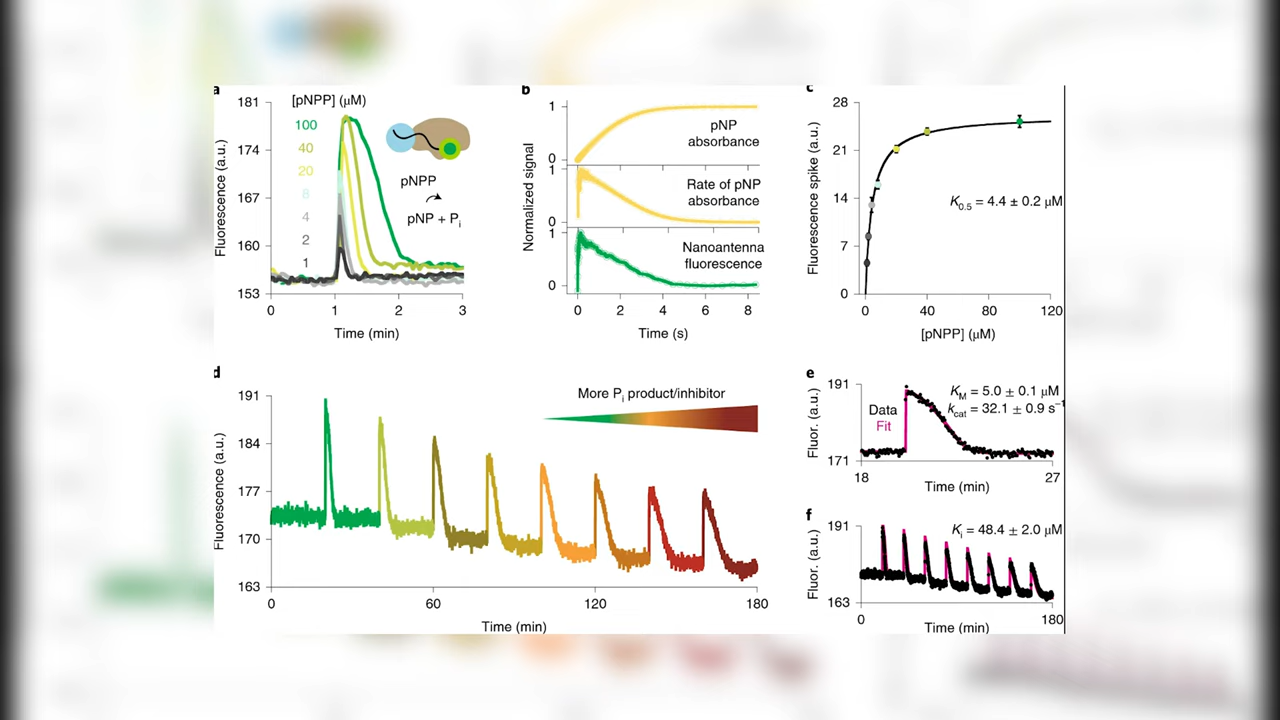 a
[pNPP] (μM)
181
174
167
160
153
Fluorescence (a.u.)
100
40
20
8
4
2
1
pNPP
pNP + Pi
0
1
2
3
Time (min)
b
Normalized signal
1
0
pNP
absorbance
1
0
Rate of pNP
absorbance
1
0
Nanoantenna
fluorescence
0
2
4
6
8
Time (s)
c
Fluorescence spike (a.u.)
28
21
14
7
0
K0.5 = 4.4 ± 0.2 μM
0
40
80
120
[pNPP] (μM)
d
Fluorescence (a.u.)
191
184
177
170
163
More Pi product/inhibitor
0
60
120
180
Time (min)
e
Fluor. (a.u.)
191
171
KM = 5.0 ± 0.1 μM
kcat = 32.1 ± 0.9 s−1
Data
Fit
18
27
Time (min)
f
Fluor. (a.u.)
191
163
Ki = 48.4 ± 2.0 μM
0
180
Time (min)